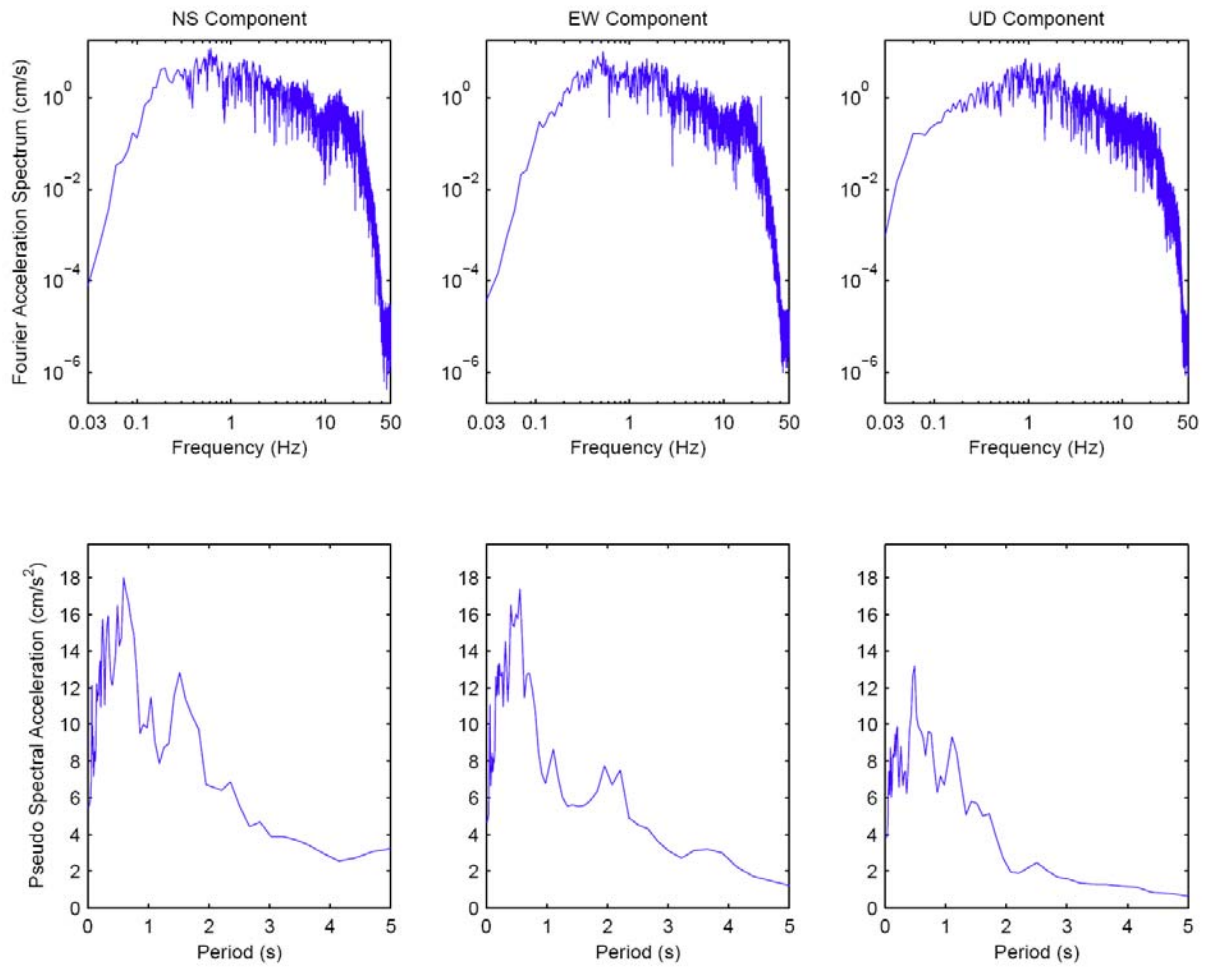 NS Component
EW Component
UD Component
Fourier Acceleration Spectrum (cm/s)
10^0
10^−2
10^−4
10^−6
0.03 0.1 1 10 50
Frequency (Hz)
10^0
10^−2
10^−4
10^−6
0.03 0.1 1 10 50
Frequency (Hz)
10^0
10^−2
10^−4
10^−6
0.03 0.1 1 10 50
Frequency (Hz)
Pseudo Spectral Acceleration (cm/s²)
18
16
14
12
10
8
6
4
2
0
0 1 2 3 4 5
Period (s)
18
16
14
12
10
8
6
4
2
0
0 1 2 3 4 5
Period (s)
18
16
14
12
10
8
6
4
2
0
0 1 2 3 4 5
Period (s)